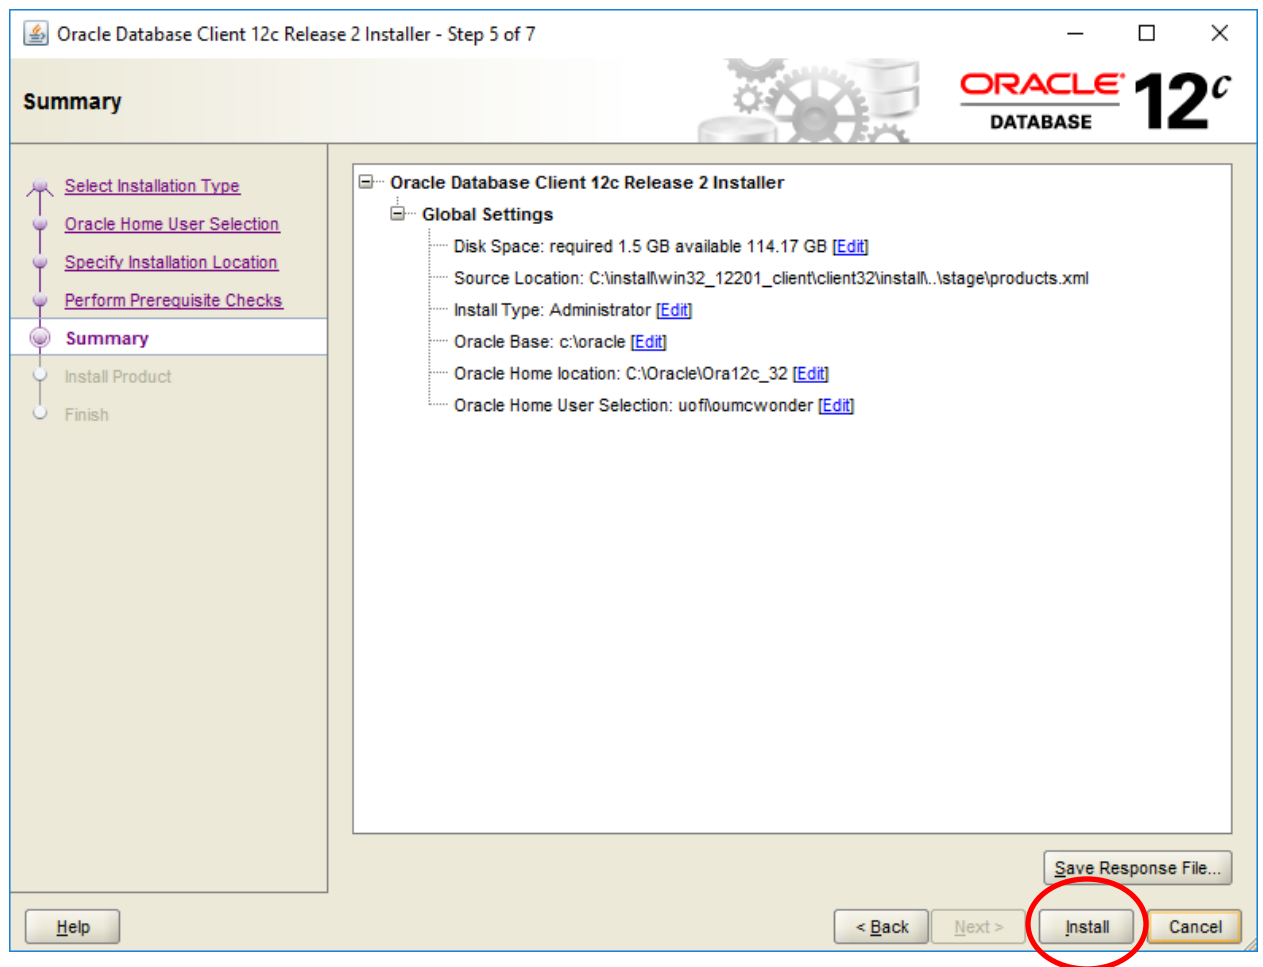 Oracle Database Client 12c Release 2 Installer - Step 5 of 7
Summary
ORACLE
DATABASE
12c
Select Installation Type
Oracle Home User Selection
Specify Installation Location
Perform Prerequisite Checks
Summary
Install Product
Finish
Oracle Database Client 12c Release 2 Installer
Global Settings
Disk Space: required 1.5 GB available 114.17 GB [Edit]
Source Location: C:\install\win32_12201_client\client32\install\..\stage\products.xml
Install Type: Administrator [Edit]
Oracle Base: c:\oracle [Edit]
Oracle Home location: C:\Oracle\Ora12c_32 [Edit]
Oracle Home User Selection: uofl\oumcwonder [Edit]
Save Response File...
Help
< Back
Next >
Install
Cancel